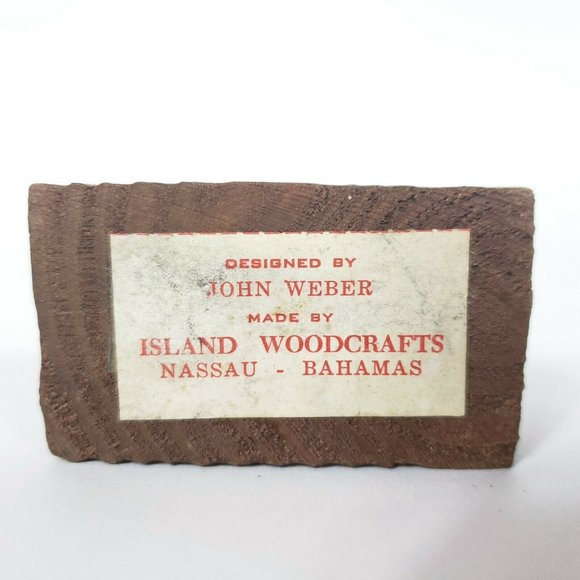 DESIGNED BY
JOHN WEBER
MADE BY
ISLAND WOODCRAFTS
NASSAU - BAHAMAS